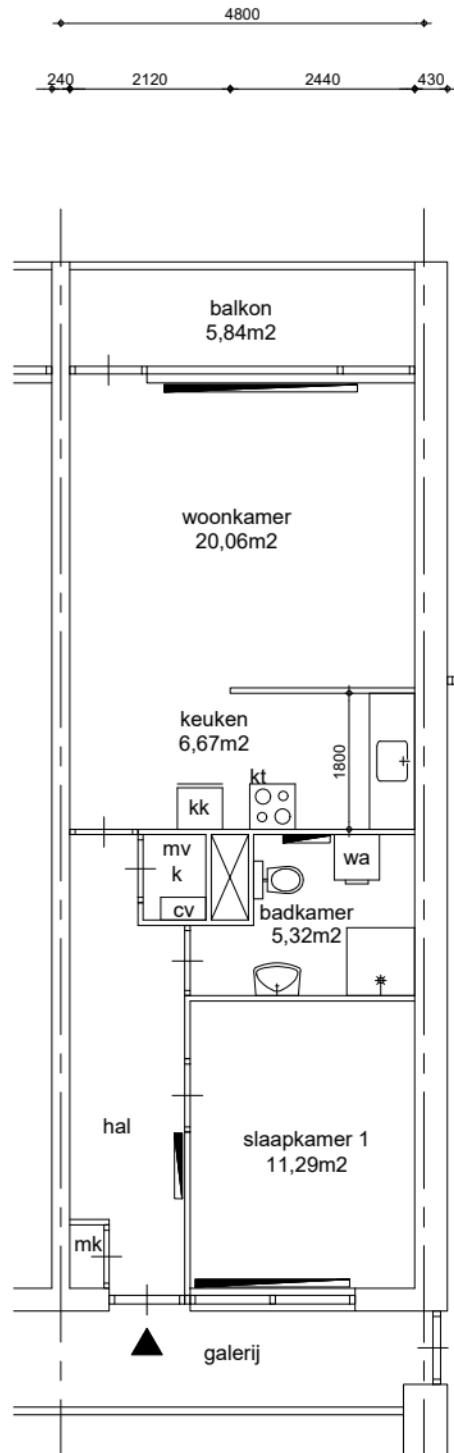 4800
240 2120 2440 430
balkon
5,84m2
woonkamer
20,06m2
keuken
6,67m2
1800
kt
kk
mv
k
wa
cv
badkamer
5,32m2
hal
slaapkamer 1
11,29m2
mk
galerij